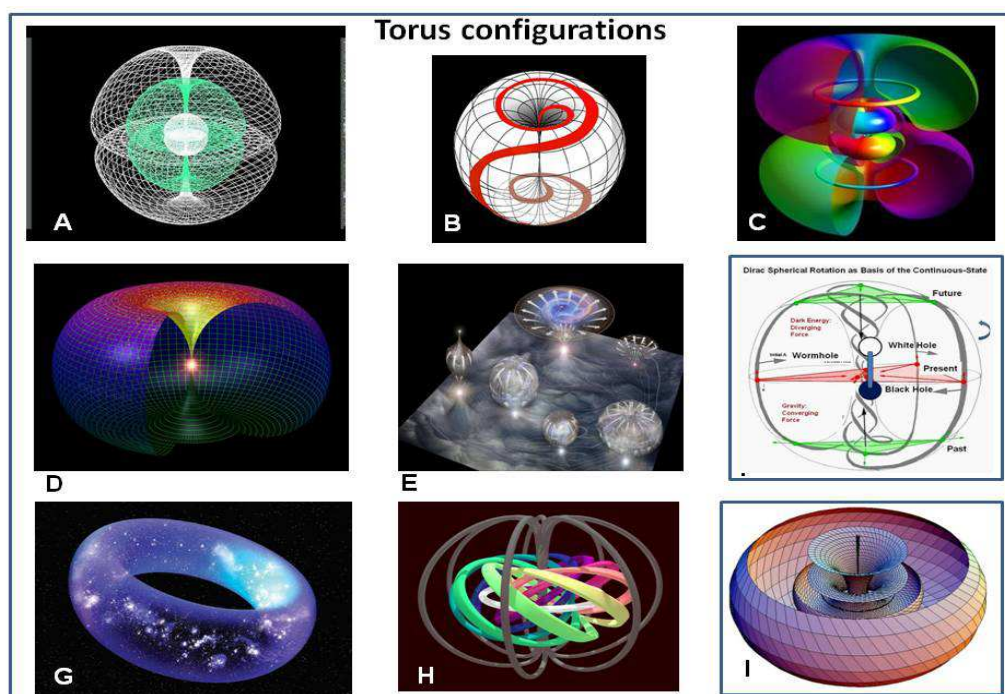 Torus configurations
A
B
C
D
E
Dirac Spherical Rotation as Basis of the Continuous-State
Future
Dark Energy:
Diverging
Force
White Hole
Wormhole
Present
Black Hole
Gravity:
Converging
Force
Past
G
H
I